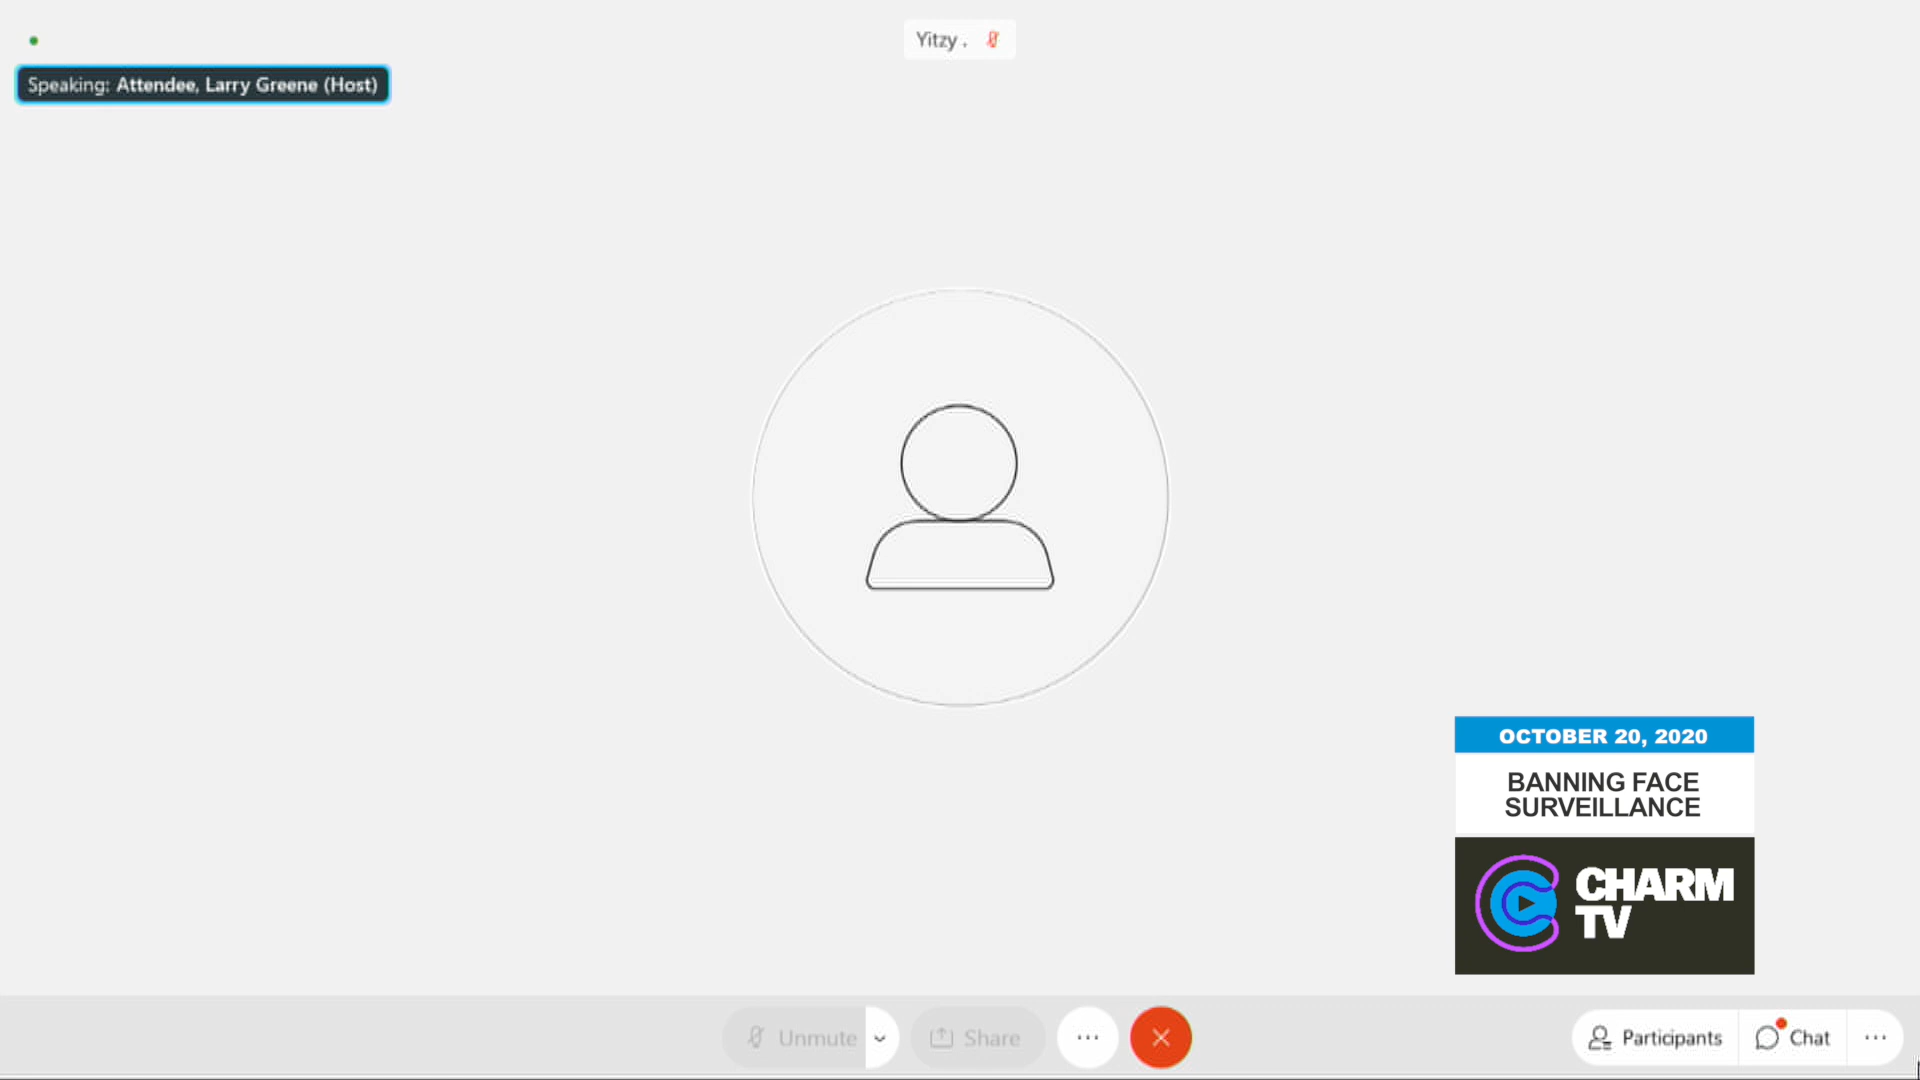 Yitzy .
Speaking: Attendee, Larry Greene (Host)
OCTOBER 20, 2020
BANNING FACE
SURVEILLANCE
CHARM
TV
Unmute
Share
Participants
Chat